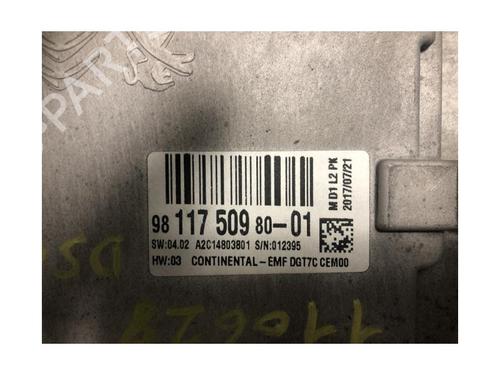 M D1 L2 PK
2017/07/21
98 117 509 80-01
SW:04.02 A2C14803801 S/N:012395
HW:03 CONTINENTAL-EMF DGT7C CEM00
110628